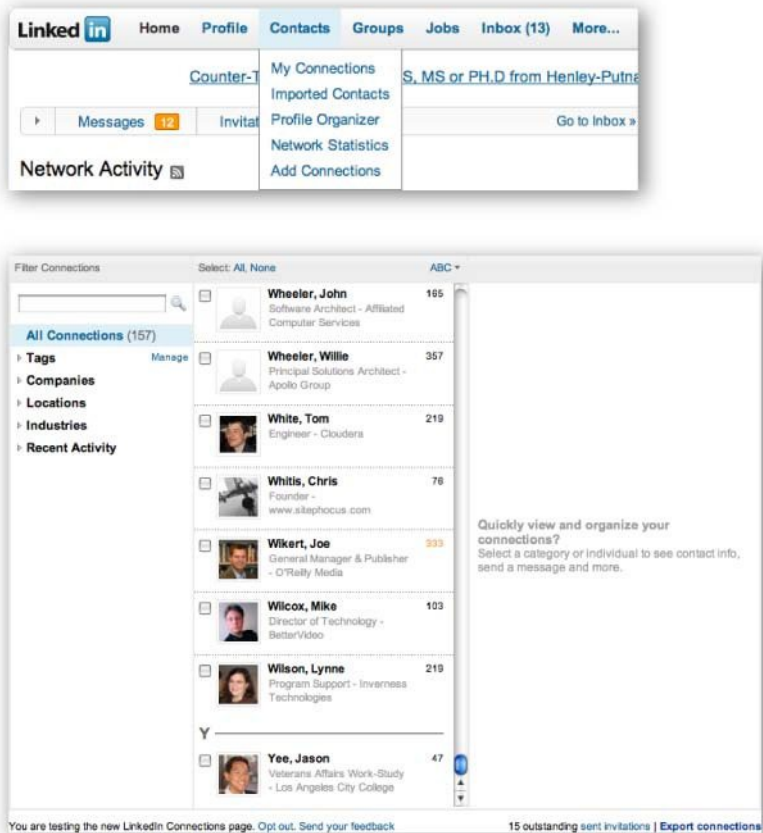 Linked in Home Profile Contacts Groups Jobs Inbox (13) More...
My Connections
Counter-T S, MS or PH.D from Henley-Putna
Imported Contacts
Messages 12 Invitat Profile Organizer Go to Inbox »
Network Statistics
Network Activity Add Connections
Filter Connections Select: All, None ABC
All Connections (157)
Tags Manage
Companies
Locations
Industries
Recent Activity
Wheeler, John 165
Software Architect - Affiliated
Computer Services
Wheeler, Willie 357
Principal Solutions Architect -
Apollo Group
White, Tom 219
Engineer - Cloudera
Whitis, Chris 76
Founder -
www.sitephocus.com
Wikert, Joe 333
General Manager & Publisher
- O'Reilly Media
Wilcox, Mike 103
Director of Technology -
BetterVideo
Wilson, Lynne 219
Program Support - Inverness
Technologies
Y
Yee, Jason 47
Veterans Affairs Work-Study
- Los Angeles City College
Quickly view and organize your
connections?
Select a category or individual to see contact info,
send a message and more.
You are testing the new LinkedIn Connections page. Opt out. Send your feedback 15 outstanding sent invitations | Export connections